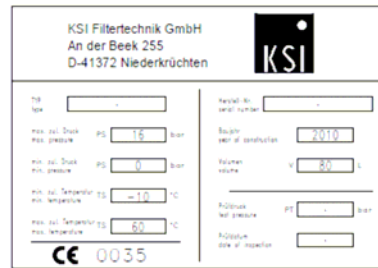 KSI Filtertechnik GmbH
An der Beek 255
D-41372 Niederkrüchten
KSI
Typ
type
-
max. zul. Druck
max. pressure
PS 16 bar
min. zul. Druck
min. pressure
PS 0 bar
min. zul. Temperatur
min. temperature
TS -10 °C
max. zul. Temperatur
max. temperature
TS 60 °C
CE 0035
Herstell-Nr.
serial number
-
Baujahr
year of construction
2010
Volumen
volume
V 80 L
Prüfdruck
test pressure
PT - bar
Prüfdatum
date of inspection
-